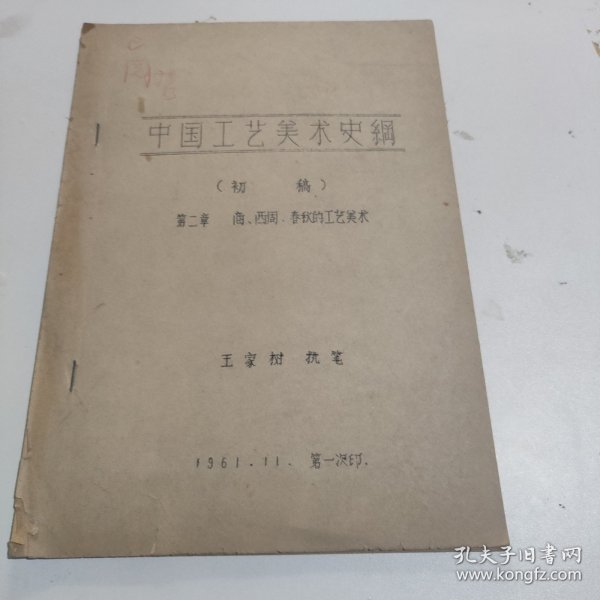 中国工艺美术史綱
（初　　稿）
第二章　商、西周、春秋的工艺美术
王家树 执笔
1961.11. 第一次印.
孔夫子旧书网
www.kongfz.com